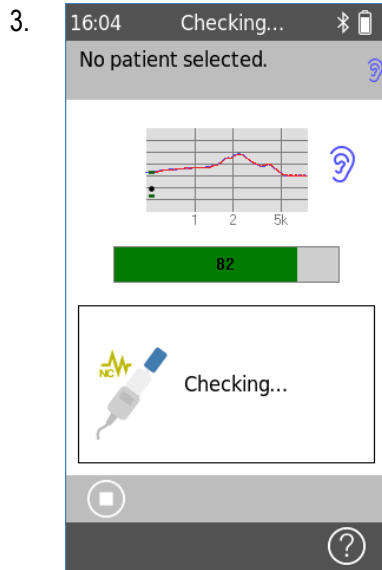 3.
16:04 Checking...
No patient selected.
1 2 5k
82
NC
Checking...
?